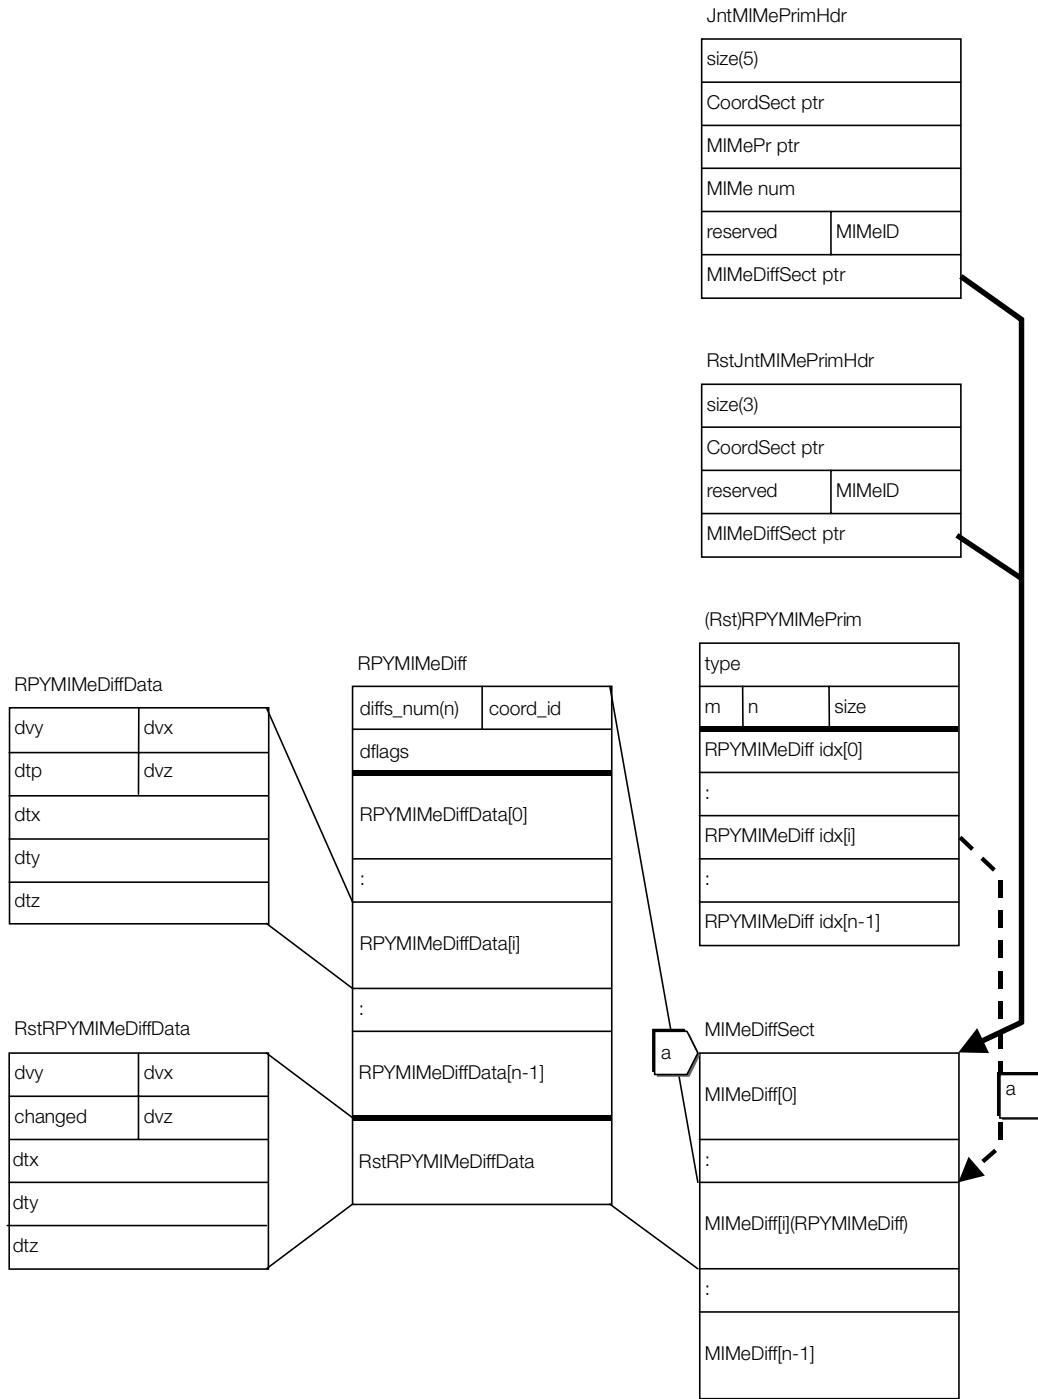 JntMIMePrimHdr
size(5)
CoordSect ptr
MIMePr ptr
MIMe num
reserved MIMeID
MIMeDiffSect ptr
RstJntMIMePrimHdr
size(3)
CoordSect ptr
reserved MIMeID
MIMeDiffSect ptr
(Rst)RPYMIMePrim
type
m n size
RPYMIMeDiff idx[0]
:
RPYMIMeDiff idx[i]
:
RPYMIMeDiff idx[n-1]
RPYMIMeDiff
diffs_num(n) coord_id
dflags
RPYMIMeDiffData[0]
:
RPYMIMeDiffData[i]
:
RPYMIMeDiffData[n-1]
RstRPYMIMeDiffData
RPYMIMeDiffData
dvy dvx
dtp dvz
dtx
dty
dtz
RstRPYMIMeDiffData
dvy dvx
changed dvz
dtx
dty
dtz
MIMeDiffSect
a
MIMeDiff[0]
a
:
MIMeDiff[i](RPYMIMeDiff)
:
MIMeDiff[n-1]